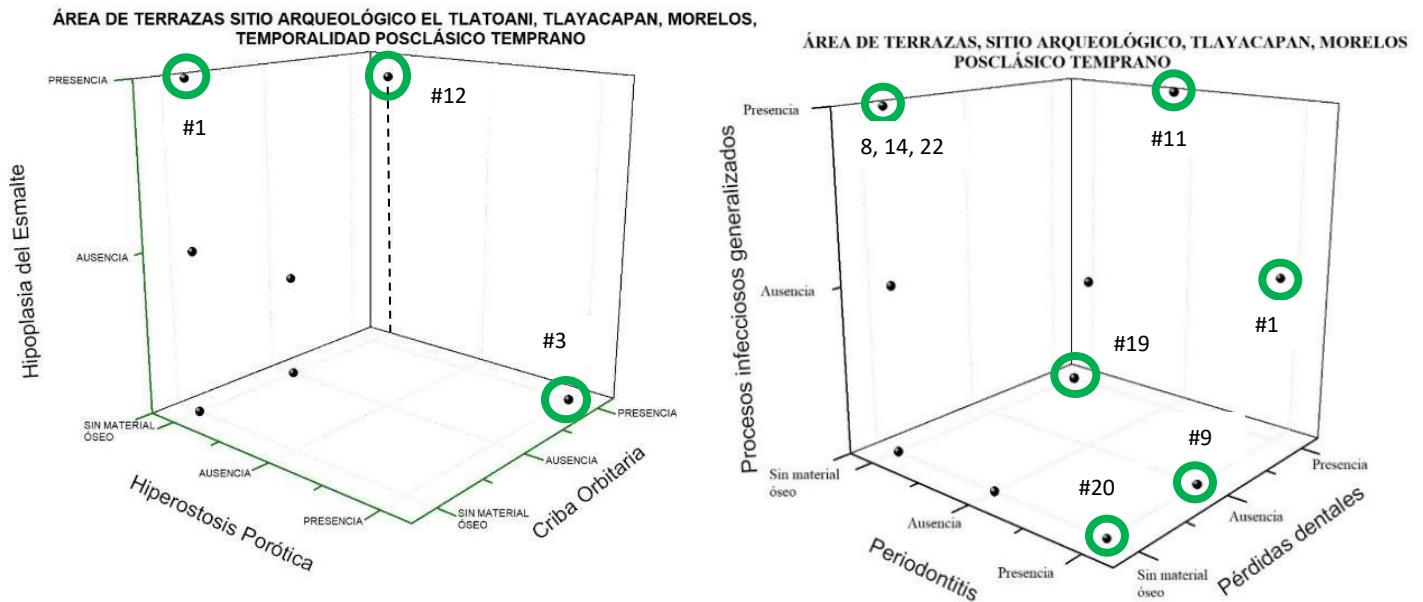 ÁREA DE TERRAZAS SITIO ARQUEOLÓGICO EL TLATOANI, TLAYACAPAN, MORELOS,
TEMPORALIDAD POSCLÁSICO TEMPRANO
PRESENCIA
#1
#12
Hipoplasia del Esmalte
AUSENCIA
#3
SIN MATERIAL
ÓSEO
AUSENCIA
PRESENCIA
Hiperostosis Porótica
SIN MATERIAL
ÓSEO
AUSENCIA
PRESENCIA
Criba Orbitaria
ÁREA DE TERRAZAS, SITIO ARQUEOLÓGICO, TLAYACAPAN, MORELOS
POSCLÁSICO TEMPRANO
Presencia
8, 14, 22
#11
Procesos infecciosos generalizados
Ausencia
#1
#19
#9
#20
Sin material
óseo
Ausencia
Presencia
Periodontitis
Sin material
óseo
Ausencia
Presencia
Pérdidas dentales